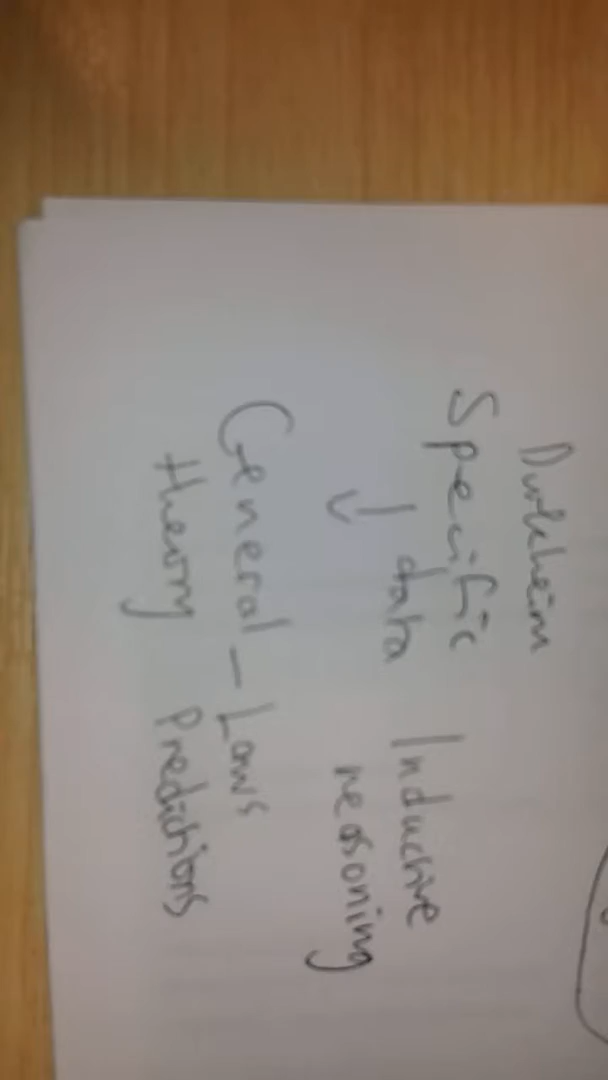 Durkheim
Specific
data Inductive
↓ reasoning
General - Laws
theory Predictions